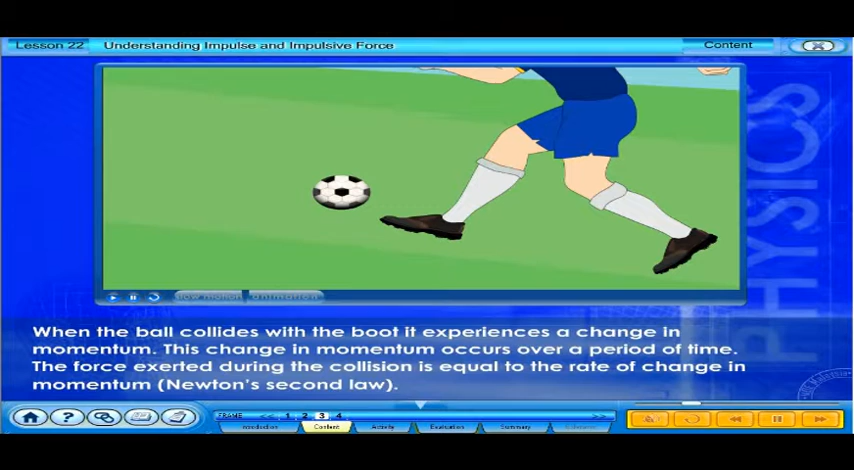 Lesson 22
Understanding Impulse and Impulsive Force
Content
PHYSICS
slow motion
animation
When the ball collides with the boot it experiences a change in
momentum. This change in momentum occurs over a period of time.
The force exerted during the collision is equal to the rate of change in
momentum (Newton's second law).
FRAME << 1 2 3 4 >>
Introduction Content Activity Evaluation Summary